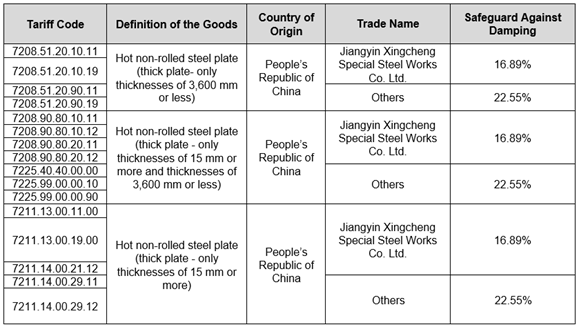 Tariff Code
Definition of the Goods
Country of
Origin
Trade Name
Safeguard Against
Damping
7208.51.20.10.11
7208.51.20.10.19
7208.51.20.90.11
7208.51.20.90.19
Hot non-rolled steel plate
(thick plate- only
thicknesses of 3,600 mm
or less)
People's
Republic of
China
Jiangyin Xingcheng
Special Steel Works
Co. Ltd.
16.89%
Others
22.55%
7208.90.80.10.11
7208.90.80.10.12
7208.90.80.20.11
7208.90.80.20.12
7225.40.40.00.00
7225.99.00.00.10
7225.99.00.00.90
Hot non-rolled steel plate
(thick plate - only
thicknesses of 15 mm or
more and thicknesses of
3,600 mm or less)
People's
Republic of
China
Jiangyin Xingcheng
Special Steel Works
Co. Ltd.
16.89%
Others
22.55%
7211.13.00.11.00
7211.13.00.19.00
7211.14.00.21.12
7211.14.00.29.11
7211.14.00.29.12
Hot non-rolled steel plate
(thick plate - only
thicknesses of 15 mm or
more)
People's
Republic of
China
Jiangyin Xingcheng
Special Steel Works
Co. Ltd.
16.89%
Others
22.55%